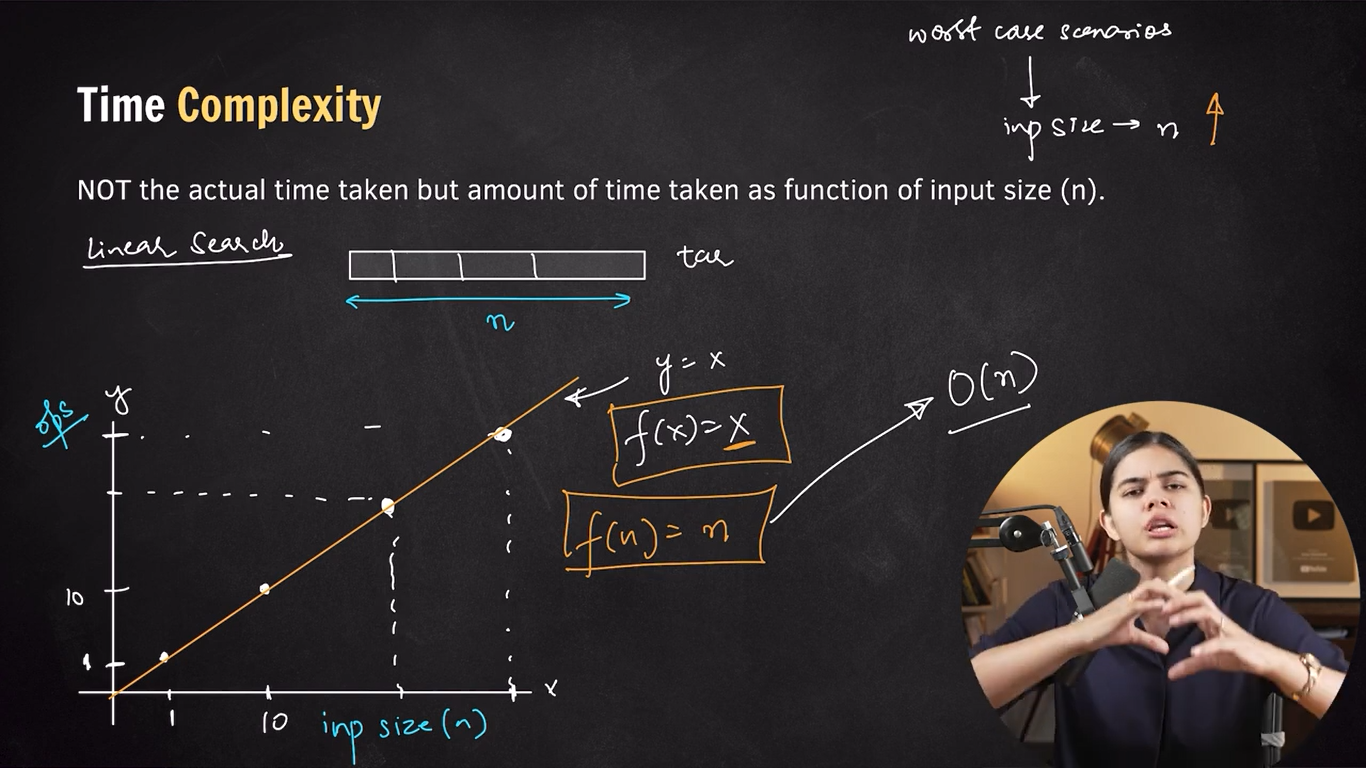 worst case scenarios
Time Complexity
inp size → n ↑
NOT the actual time taken but amount of time taken as function of input size (n).
Linear Search
tar
n
y = x
y
ops
f(x) = x
O(n)
f(n) = n
10
1
x
1 10 inp size (n)